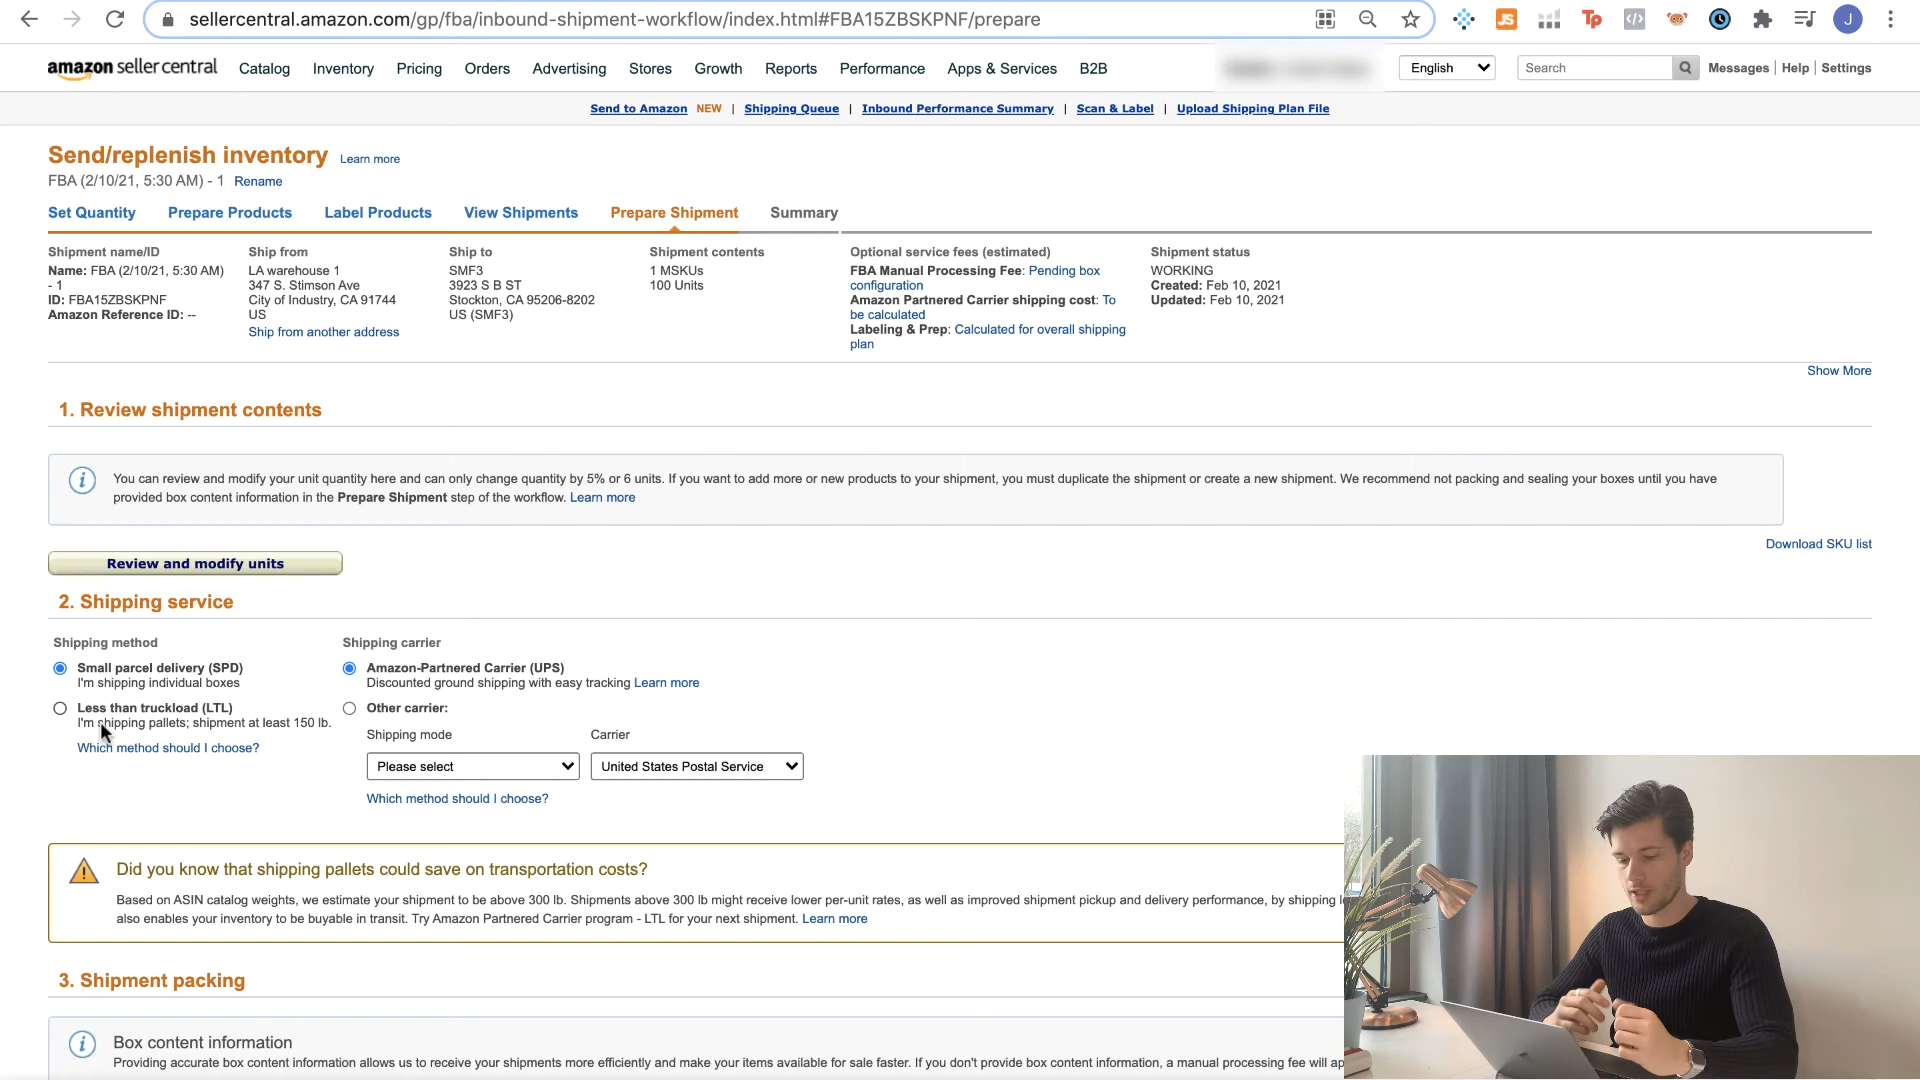 sellercentral.amazon.com/gp/fba/inbound-shipment-workflow/index.html#FBA15ZBSKPNF/prepare
JS
Tp
J
amazon seller central Catalog Inventory Pricing Orders Advertising Stores Growth Reports Performance Apps & Services B2B English Search Messages | Help | Settings
Send to Amazon NEW | Shipping Queue | Inbound Performance Summary | Scan & Label | Upload Shipping Plan File
Send/replenish inventory Learn more
FBA (2/10/21, 5:30 AM) - 1 Rename
Set Quantity Prepare Products Label Products View Shipments Prepare Shipment Summary
Shipment name/ID
Name: FBA (2/10/21, 5:30 AM)
- 1
ID: FBA15ZBSKPNF
Amazon Reference ID: --
Ship from
LA warehouse 1
347 S. Stimson Ave
City of Industry, CA 91744
US
Ship from another address
Ship to
SMF3
3923 S B ST
Stockton, CA 95206-8202
US (SMF3)
Shipment contents
1 MSKUs
100 Units
Optional service fees (estimated)
FBA Manual Processing Fee: Pending box
configuration
Amazon Partnered Carrier shipping cost: To
be calculated
Labeling & Prep: Calculated for overall shipping
plan
Shipment status
WORKING
Created: Feb 10, 2021
Updated: Feb 10, 2021
Show More
1. Review shipment contents
You can review and modify your unit quantity here and can only change quantity by 5% or 6 units. If you want to add more or new products to your shipment, you must duplicate the shipment or create a new shipment. We recommend not packing and sealing your boxes until you have
provided box content information in the Prepare Shipment step of the workflow. Learn more
Download SKU list
Review and modify units
2. Shipping service
Shipping method
Small parcel delivery (SPD)
I'm shipping individual boxes
Less than truckload (LTL)
I'm shipping pallets; shipment at least 150 lb.
Which method should I choose?
Shipping carrier
Amazon-Partnered Carrier (UPS)
Discounted ground shipping with easy tracking Learn more
Other carrier:
Shipping mode Carrier
Please select United States Postal Service
Which method should I choose?
Did you know that shipping pallets could save on transportation costs?
Based on ASIN catalog weights, we estimate your shipment to be above 300 lb. Shipments above 300 lb might receive lower per-unit rates, as well as improved shipment pickup and delivery performance, by shipping
also enables your inventory to be buyable in transit. Try Amazon Partnered Carrier program - LTL for your next shipment. Learn more
3. Shipment packing
Box content information
Providing accurate box content information allows us to receive your shipments more efficiently and make your items available for sale faster. If you don't provide box content information, a manual processing fee will